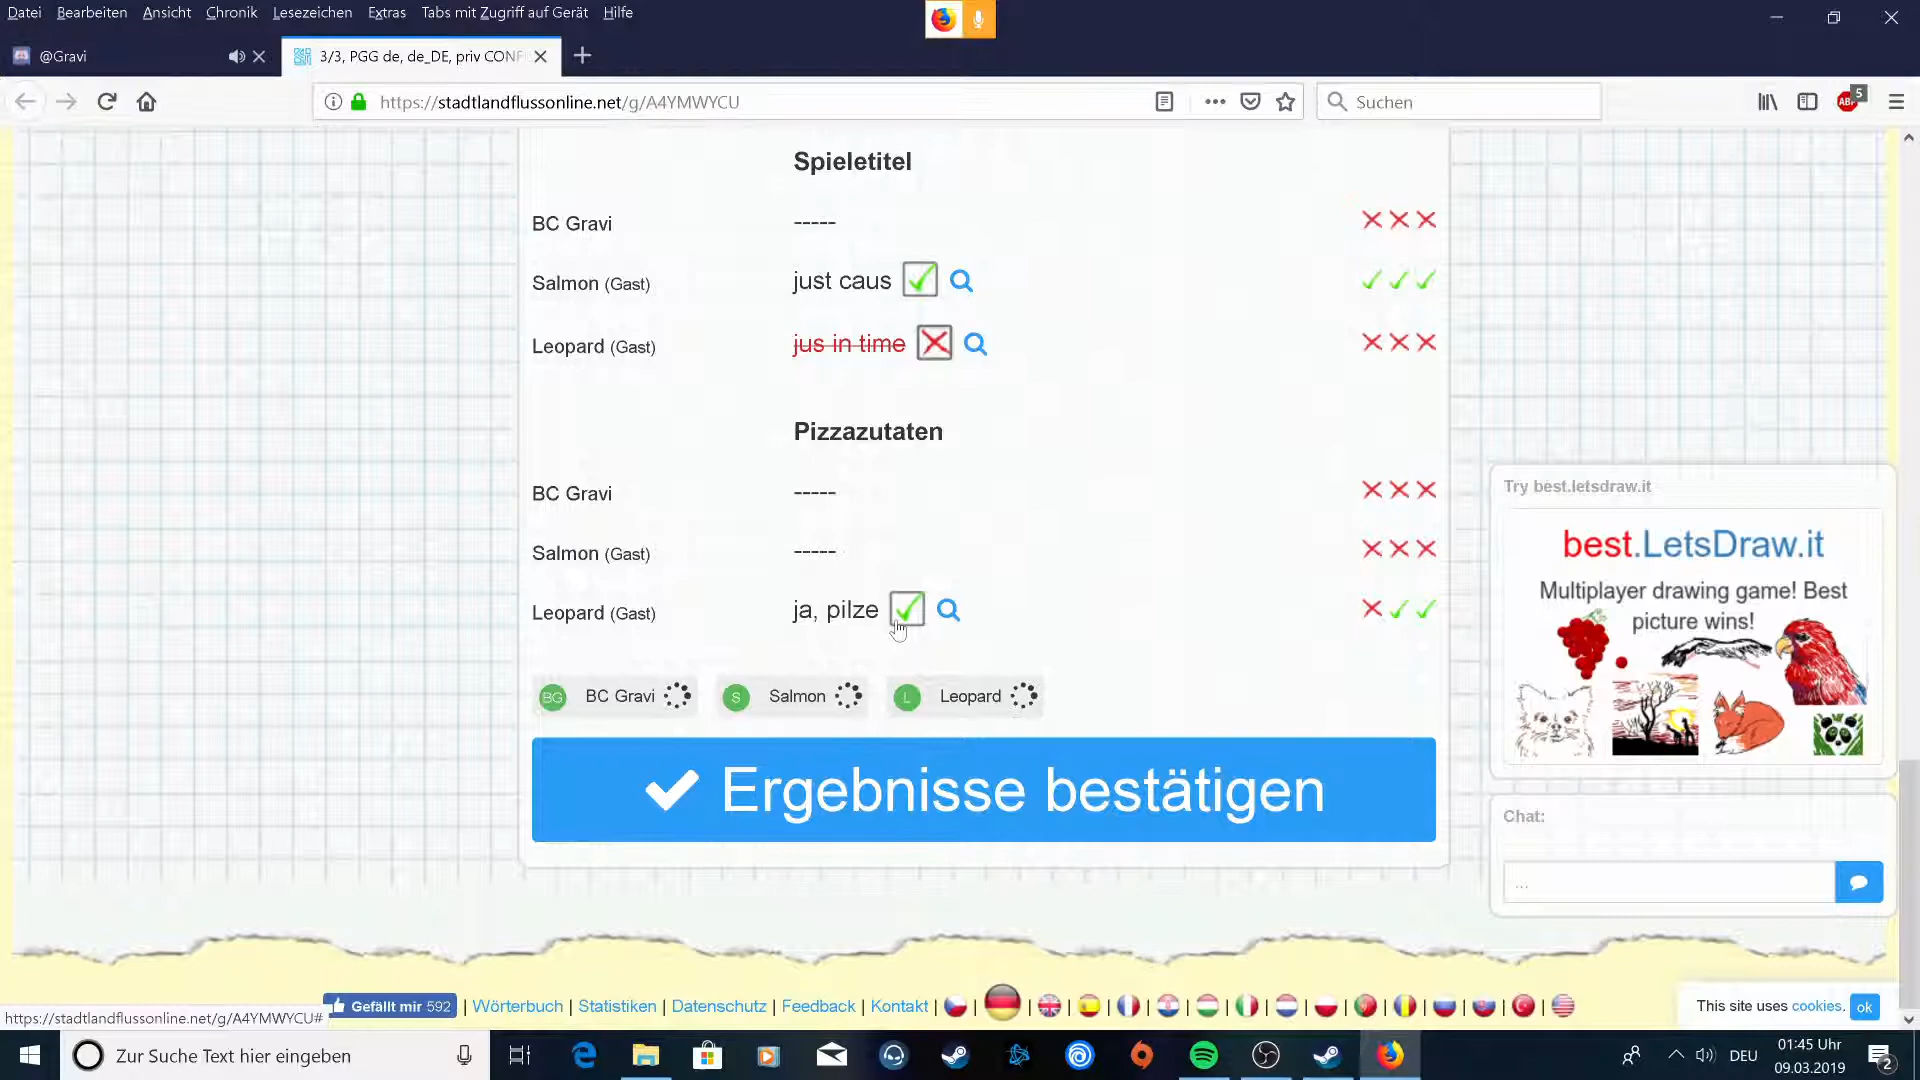 Datei Bearbeiten Ansicht Chronik Lesezeichen Extras Tabs mit Zugriff auf Gerät Hilfe
@Gravi
3/3, PGG de, de_DE, priv CONF
https://stadtlandflussonline.net/g/A4YMWYCU
Suchen
ABP
5
Spieletitel
BC Gravi -----
Salmon (Gast) just caus
Leopard (Gast) jus in time
Pizzazutaten
BC Gravi -----
Salmon (Gast) -----
Leopard (Gast) ja, pilze
BG BC Gravi S Salmon L Leopard
Ergebnisse bestätigen
Try best.letsdraw.it
best.LetsDraw.it
Multiplayer drawing game! Best
picture wins!
Chat:
...
Gefällt mir 592 | Wörterbuch | Statistiken | Datenschutz | Feedback | Kontakt |
This site uses cookies. ok
https://stadtlandflussonline.net/g/A4YMWYCU#
Zur Suche Text hier eingeben
DEU
01:45 Uhr
09.03.2019
2